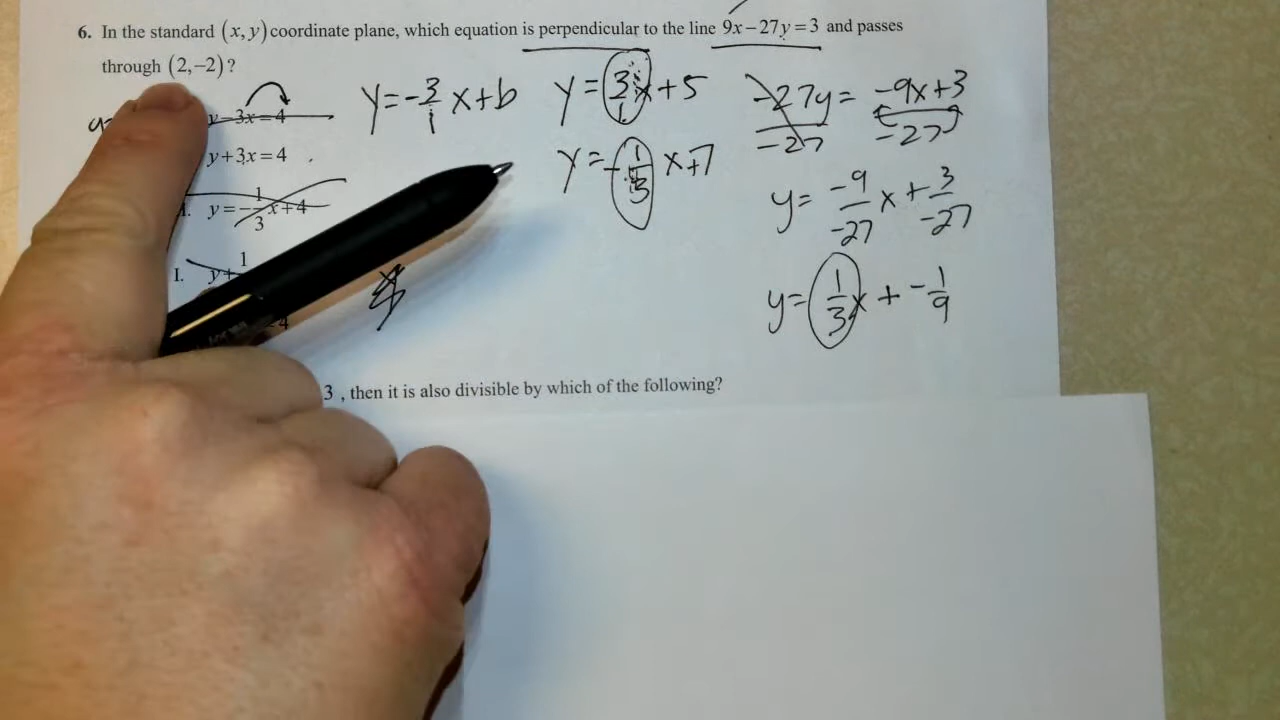 6. In the standard (x, y) coordinate plane, which equation is perpendicular to the line 9x − 27y = 3 and passes
through (2, −2) ?
y − 3x = 4
y + 3x = 4
y = −1/3 x + 4
I. y + 1
4
y = −3/1 x + b
y = 3/1 x + 5
y = −1/3 x + 7
−27y/−27 = −9x + 3/−27
y = −9/−27 x + 3/−27
y = 1/3 x + −1/9
3 , then it is also divisible by which of the following?